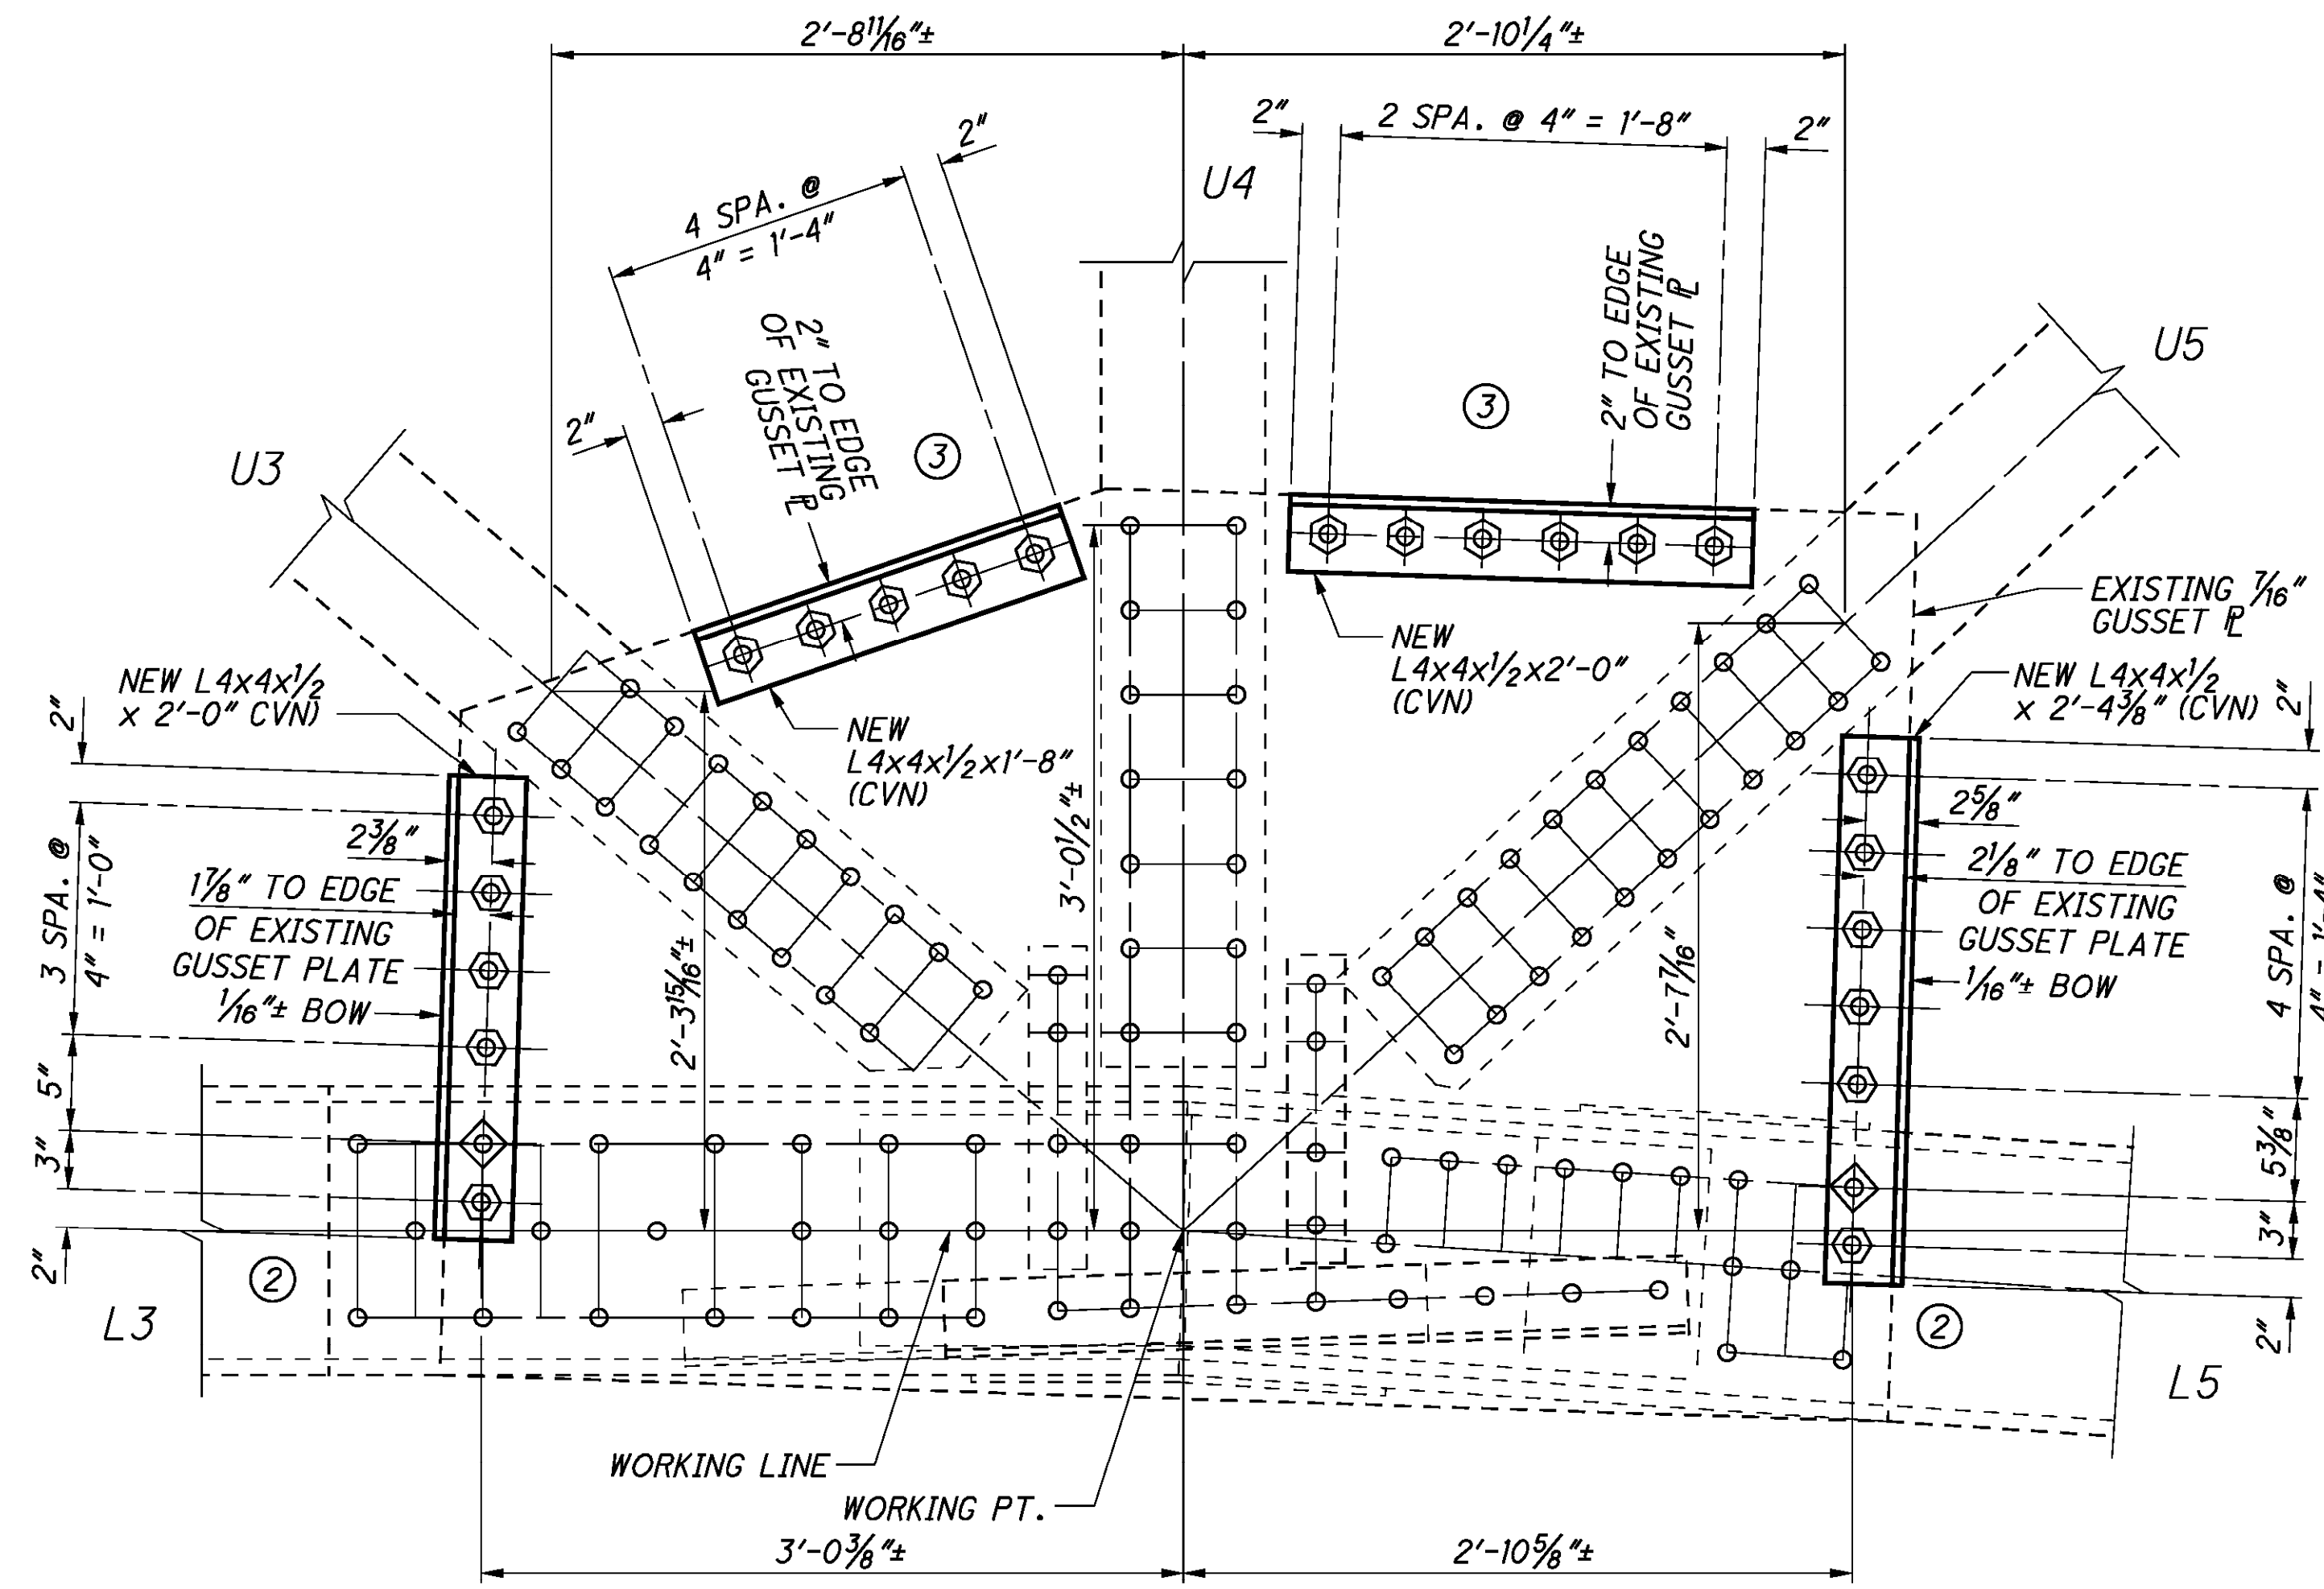 2'-8 11/16"±
2'-10 1/4"±
2"
4 SPA. @
4" = 1'-4"
2"
2"
2 SPA. @ 4" = 1'-8"
2"
U4
2" TO EDGE
OF EXISTING
GUSSET ℙL
3
2" TO EDGE
OF EXISTING
GUSSET ℙL
3
U3
U5
2"
EXISTING 7/16"
GUSSET ℙL
NEW L4x4x1/2
x 2'-0" CVN)
NEW
L4x4x1/2x1'-8"
(CVN)
NEW
L4x4x1/2x2'-0"
(CVN)
NEW L4x4x1/2
x 2'-4 3/8" (CVN)
2"
3 SPA. @
4" = 1'-0"
5"
3"
2"
2 3/8"
1 7/8" TO EDGE
OF EXISTING
GUSSET PLATE
1/16"± BOW
2'-3 15/16"±
3'-0 1/2"±
2'-7 7/16"
2 5/8"
2 1/8" TO EDGE
OF EXISTING
GUSSET PLATE
1/16"± BOW
2"
4 SPA. @
4" = 1'-4"
5 3/8"
3"
2"
L3
2
2
L5
WORKING LINE
WORKING PT.
3'-0 3/8"±
2'-10 5/8"±